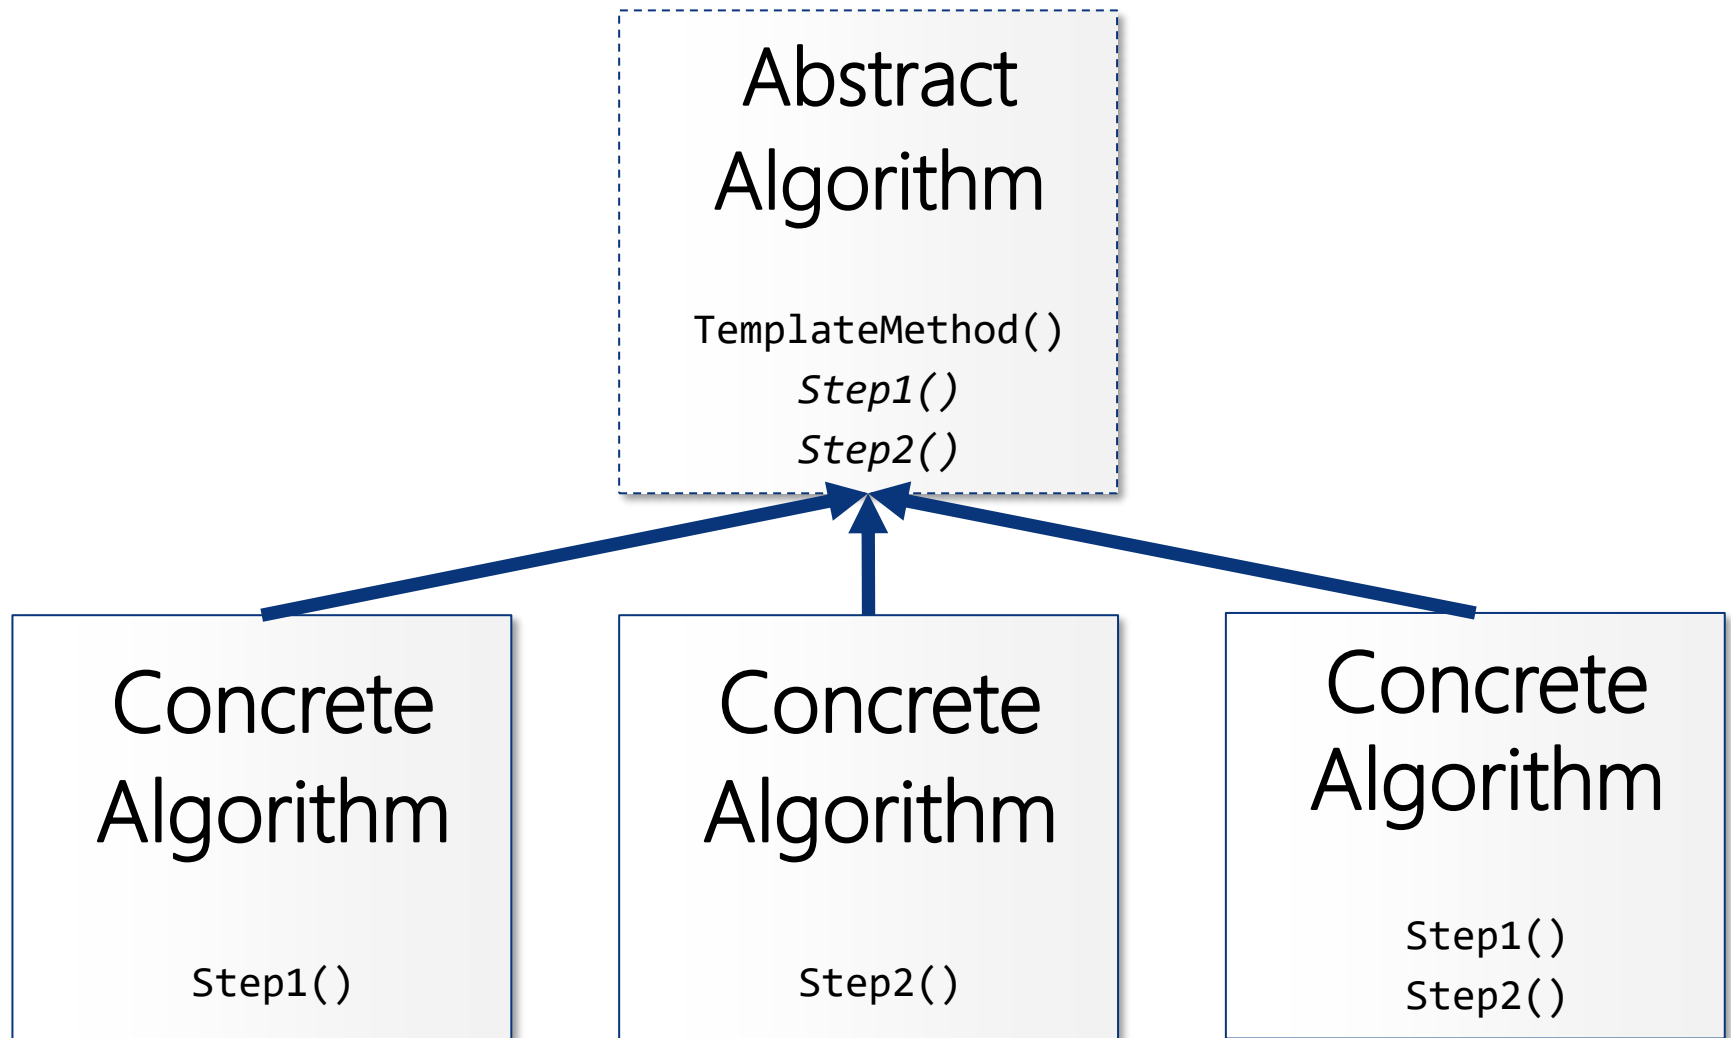 Abstract
Algorithm
TemplateMethod()
Step1()
Step2()
Concrete
Algorithm
Step1()
Concrete
Algorithm
Step2()
Concrete
Algorithm
Step1()
Step2()